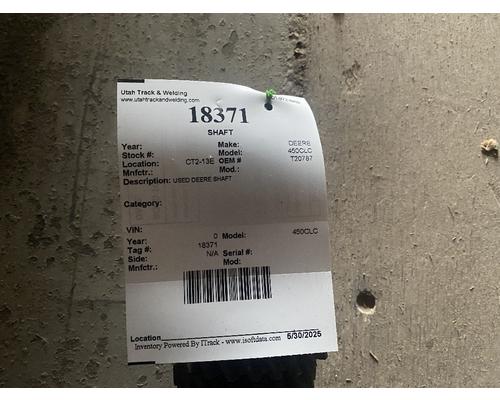 Utah Track & Welding
www.utahtrackandwelding.com
18371
SHAFT
Year: Make: DEERE
Stock #: Model: 450CLC
Location: CT2-13E OEM # T20787
Mnfctr.: Mod.:
Description: USED DEERE SHAFT
Category:
VIN:
Year: 0 Model: 450CLC
Tag #: 18371
Side: N/A Serial #:
Mnfctr.: Mod:
Location
5/30/2025
Inventory Powered By ITrack - www.isoftdata.com